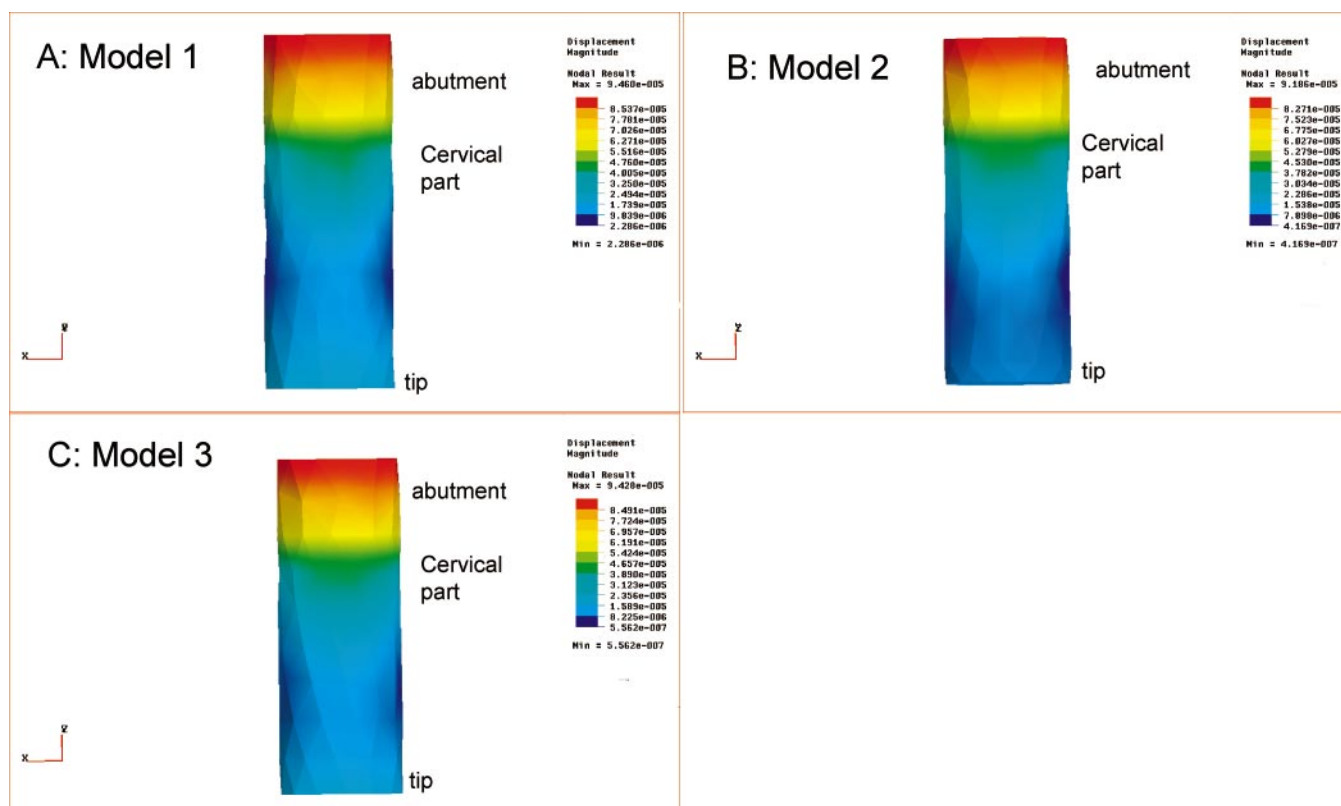 A: Model 1
abutment
Cervical
part
tip
Displacement
Magnitude
Nodal Result
Max = 9.460e-005
8.537e-005
7.781e-005
7.026e-005
6.271e-005
5.516e-005
4.760e-005
4.005e-005
3.250e-005
2.494e-005
1.739e-005
9.839e-006
2.286e-006
Min = 2.286e-006
x
B: Model 2
abutment
Cervical
part
tip
Displacement
Magnitude
Nodal Result
Max = 9.186e-005
8.271e-005
7.523e-005
6.775e-005
6.027e-005
5.279e-005
4.530e-005
3.782e-005
3.034e-005
2.286e-005
1.538e-005
7.898e-006
4.169e-007
Min = 4.169e-007
x
C: Model 3
abutment
Cervical
part
tip
Displacement
Magnitude
Nodal Result
Max = 9.428e-005
8.491e-005
7.724e-005
6.957e-005
6.191e-005
5.424e-005
4.657e-005
3.890e-005
3.123e-005
2.356e-005
1.589e-005
8.225e-006
5.562e-007
Min = 5.562e-007
x